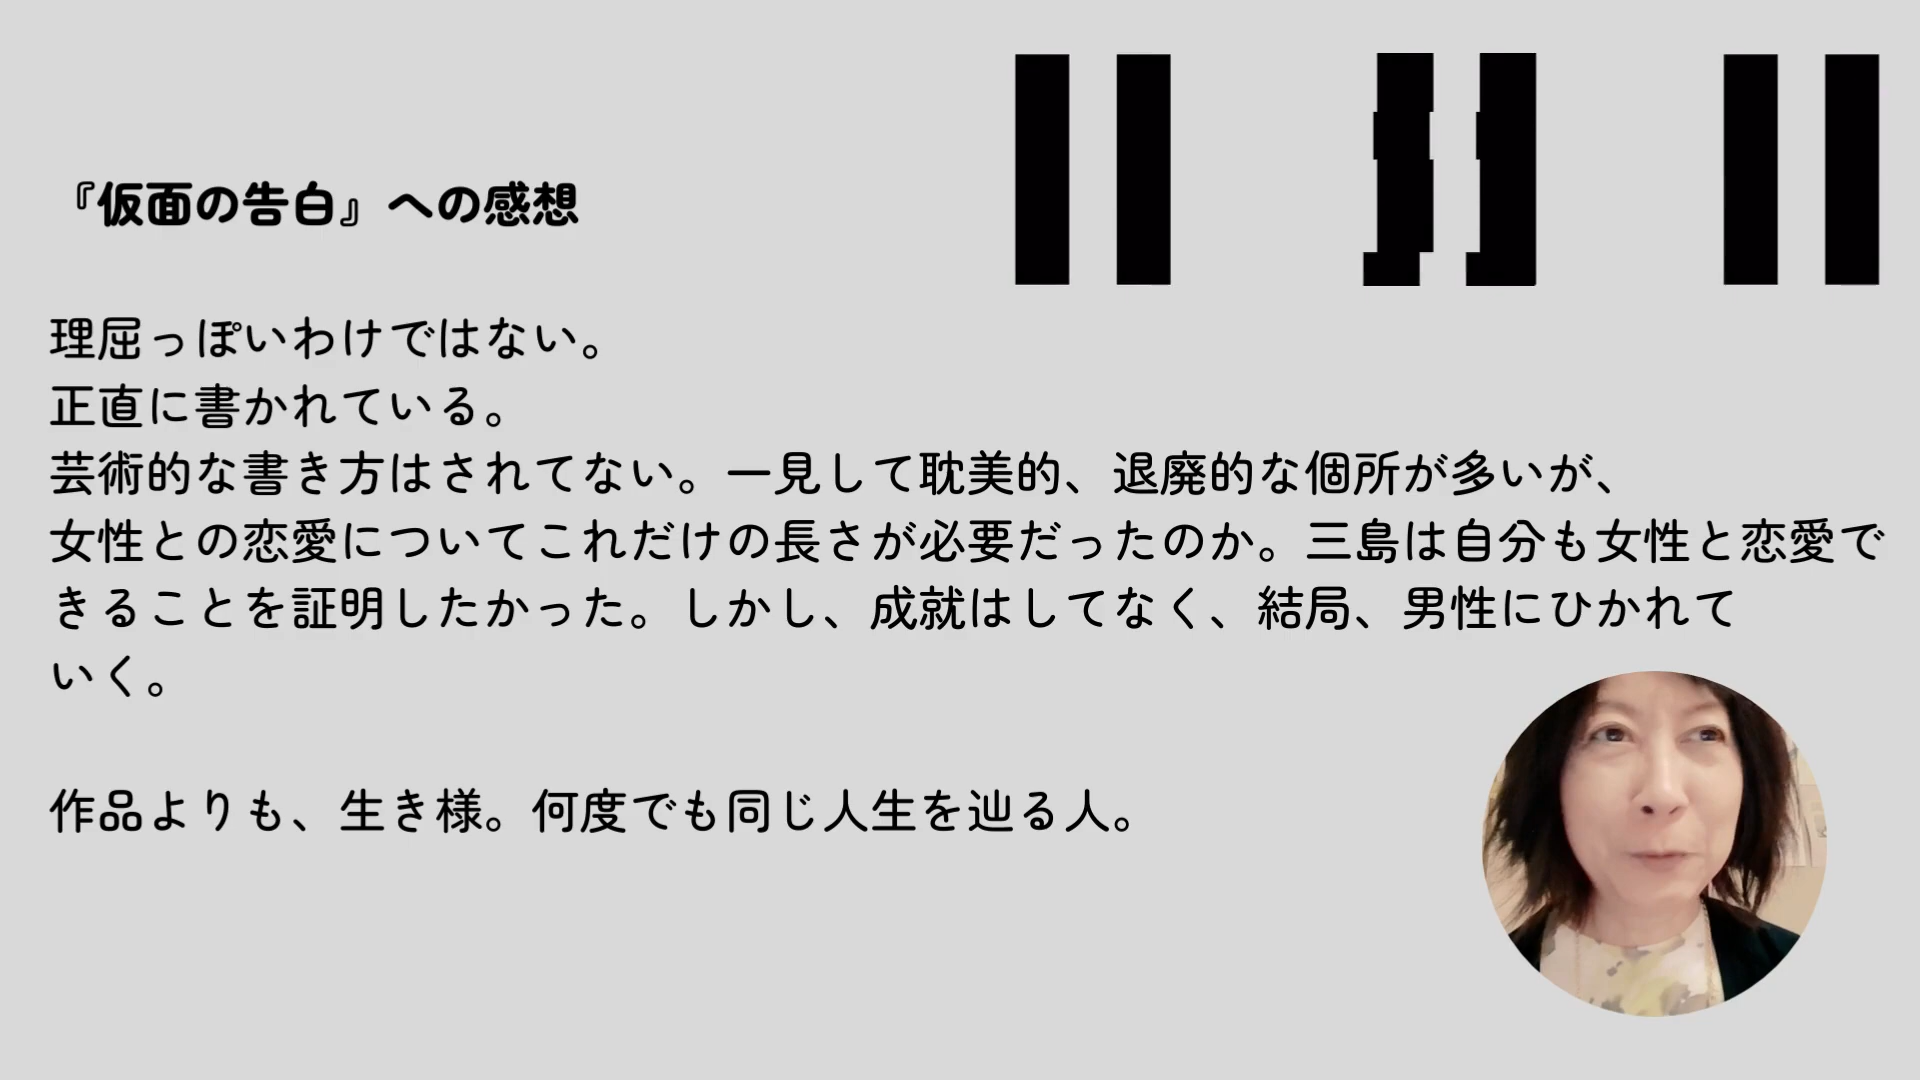 『仮面の告白』への感想
理屈っぽいわけではない。
正直に書かれている。
芸術的な書き方はされてない。一見して耽美的、退廃的な個所が多いが、
女性との恋愛についてこれだけの長さが必要だったのか。三島は自分も女性と恋愛で
きることを証明したかった。しかし、成就はしてなく、結局、男性にひかれて
いく。
作品よりも、生き様。何度でも同じ人生を辿る人。